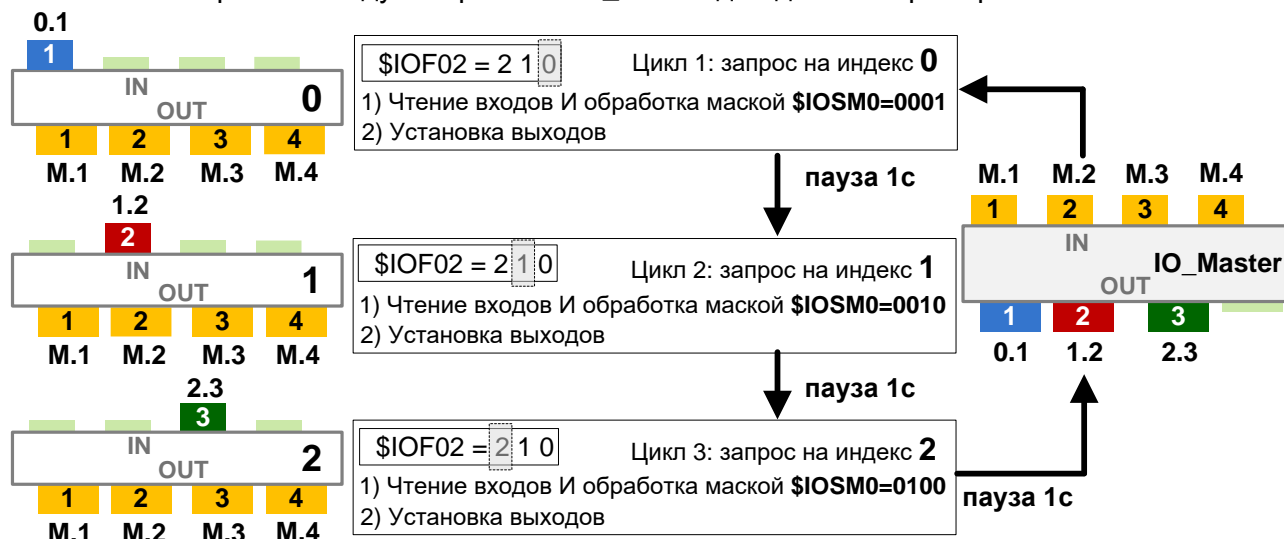 0.1
1
IN
OUT
0
1 2 3 4
M.1 M.2 M.3 M.4
$IOF02 = 2 1 0
Цикл 1: запрос на индекс 0
1) Чтение входов И обработка маской $IOSM0=0001
2) Установка выходов
пауза 1с
1.2
2
IN
OUT
1
1 2 3 4
M.1 M.2 M.3 M.4
$IOF02 = 2 1 0
Цикл 2: запрос на индекс 1
1) Чтение входов И обработка маской $IOSM0=0010
2) Установка выходов
пауза 1с
2.3
3
IN
OUT
2
1 2 3 4
M.1 M.2 M.3 M.4
$IOF02 = 2 1 0
Цикл 3: запрос на индекс 2
1) Чтение входов И обработка маской $IOSM0=0100
2) Установка выходов
пауза 1с
M.1 M.2 M.3 M.4
1 2 3 4
IN
IO_Master
OUT
1 2 3
0.1 1.2 2.3